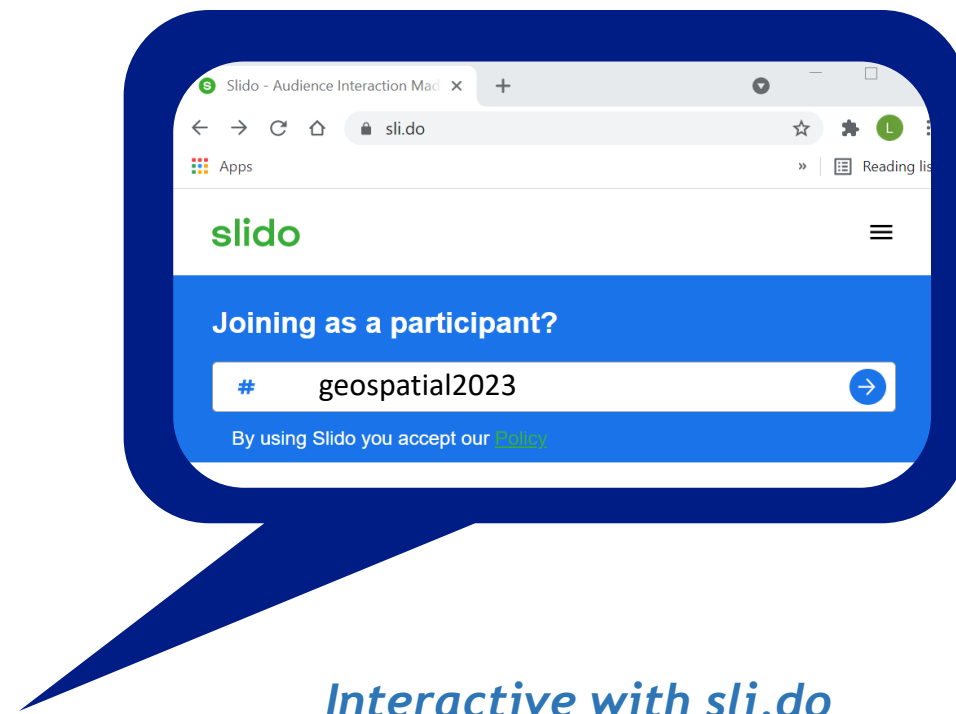 S Slido - Audience Interaction Mad
sli.do
L
Apps
» Reading lis
slido
Joining as a participant?
# geospatial2023
By using Slido you accept our Policy
Interactive with sli.do